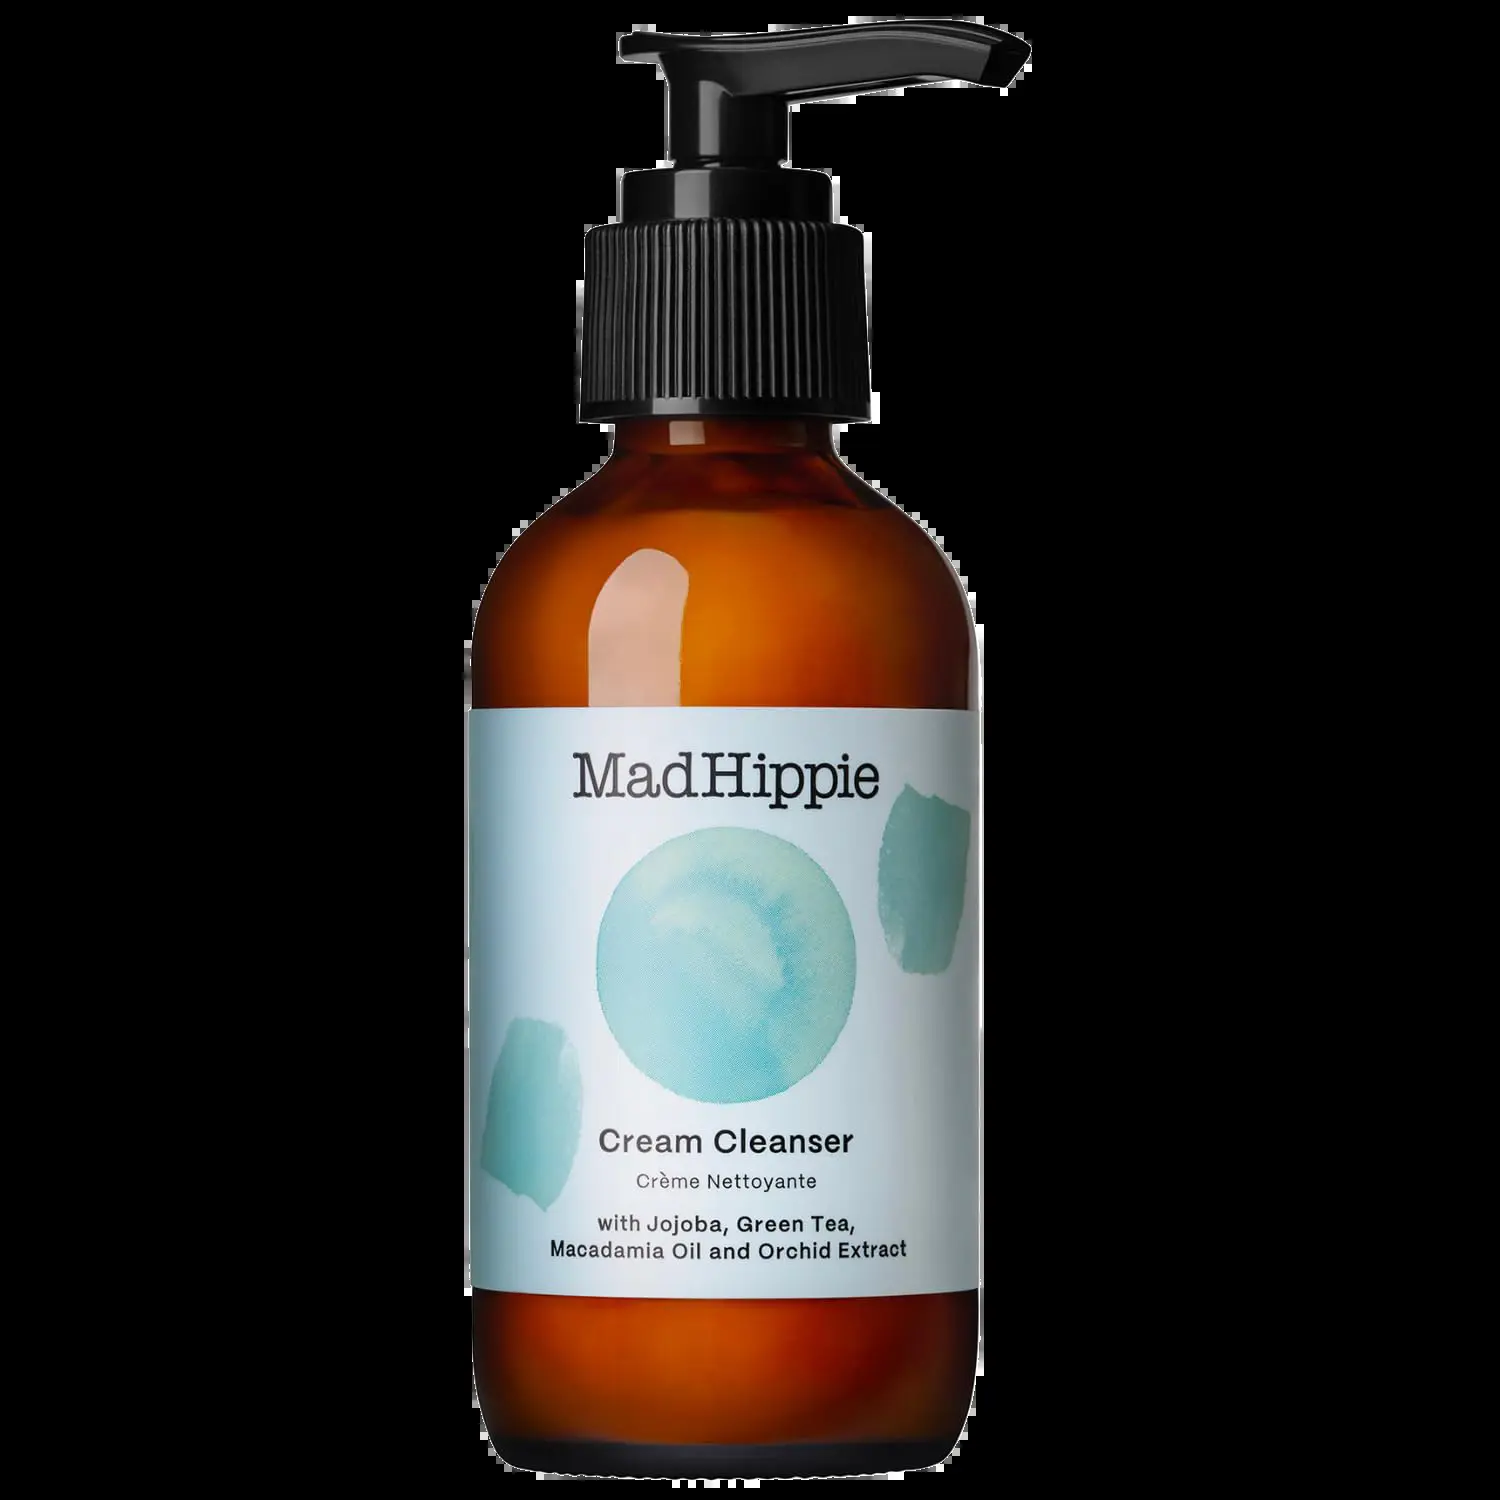 MadHippie
Cream Cleanser
Crème Nettoyante
with Jojoba, Green Tea,
Macadamia Oil and Orchid Extract